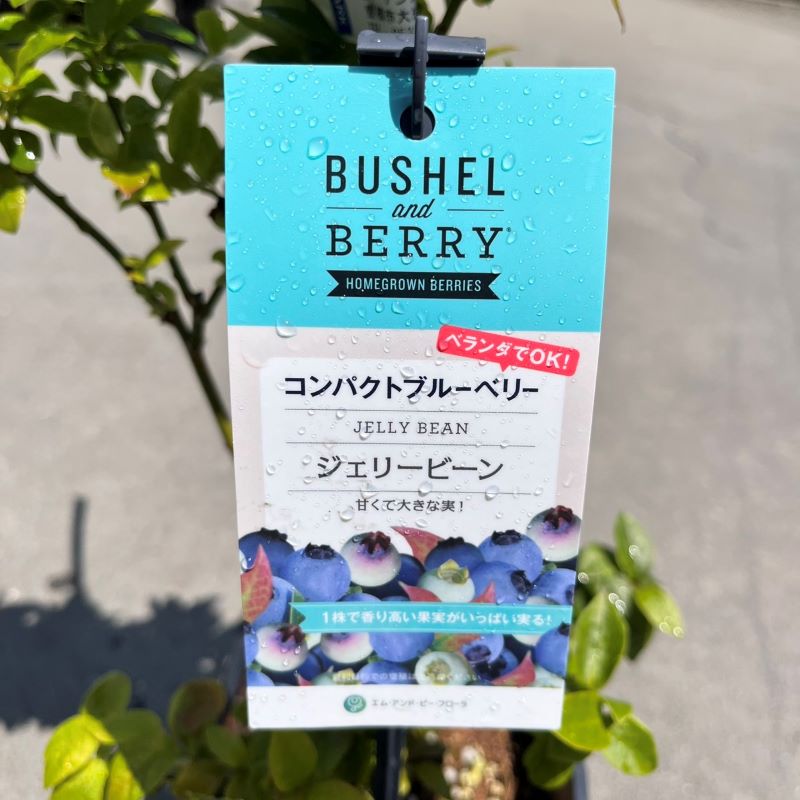 BUSHEL
and
BERRY®
HOMEGROWN BERRIES
ベランダでOK!
コンパクトブルーベリー
JELLY BEAN
ジェリービーン
甘くて大きな実!
1株で香り高い果実がいっぱい実る!
エム・アンド・ビー・フローラ